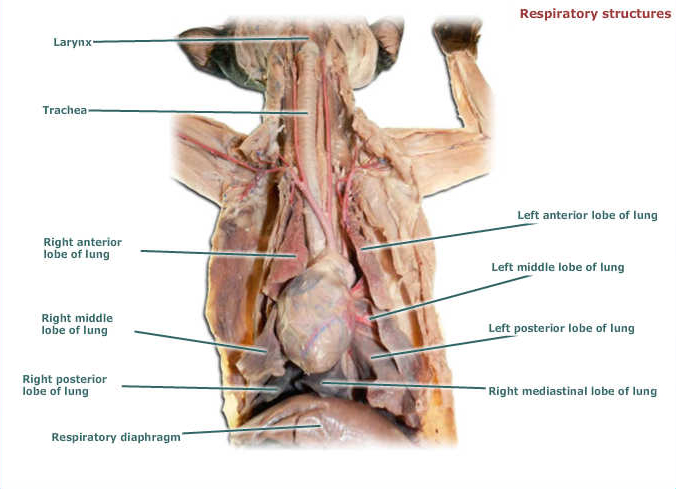 Respiratory structures
Larynx
Trachea
Right anterior
lobe of lung
Right middle
lobe of lung
Right posterior
lobe of lung
Respiratory diaphragm
Left anterior lobe of lung
Left middle lobe of lung
Left posterior lobe of lung
Right mediastinal lobe of lung